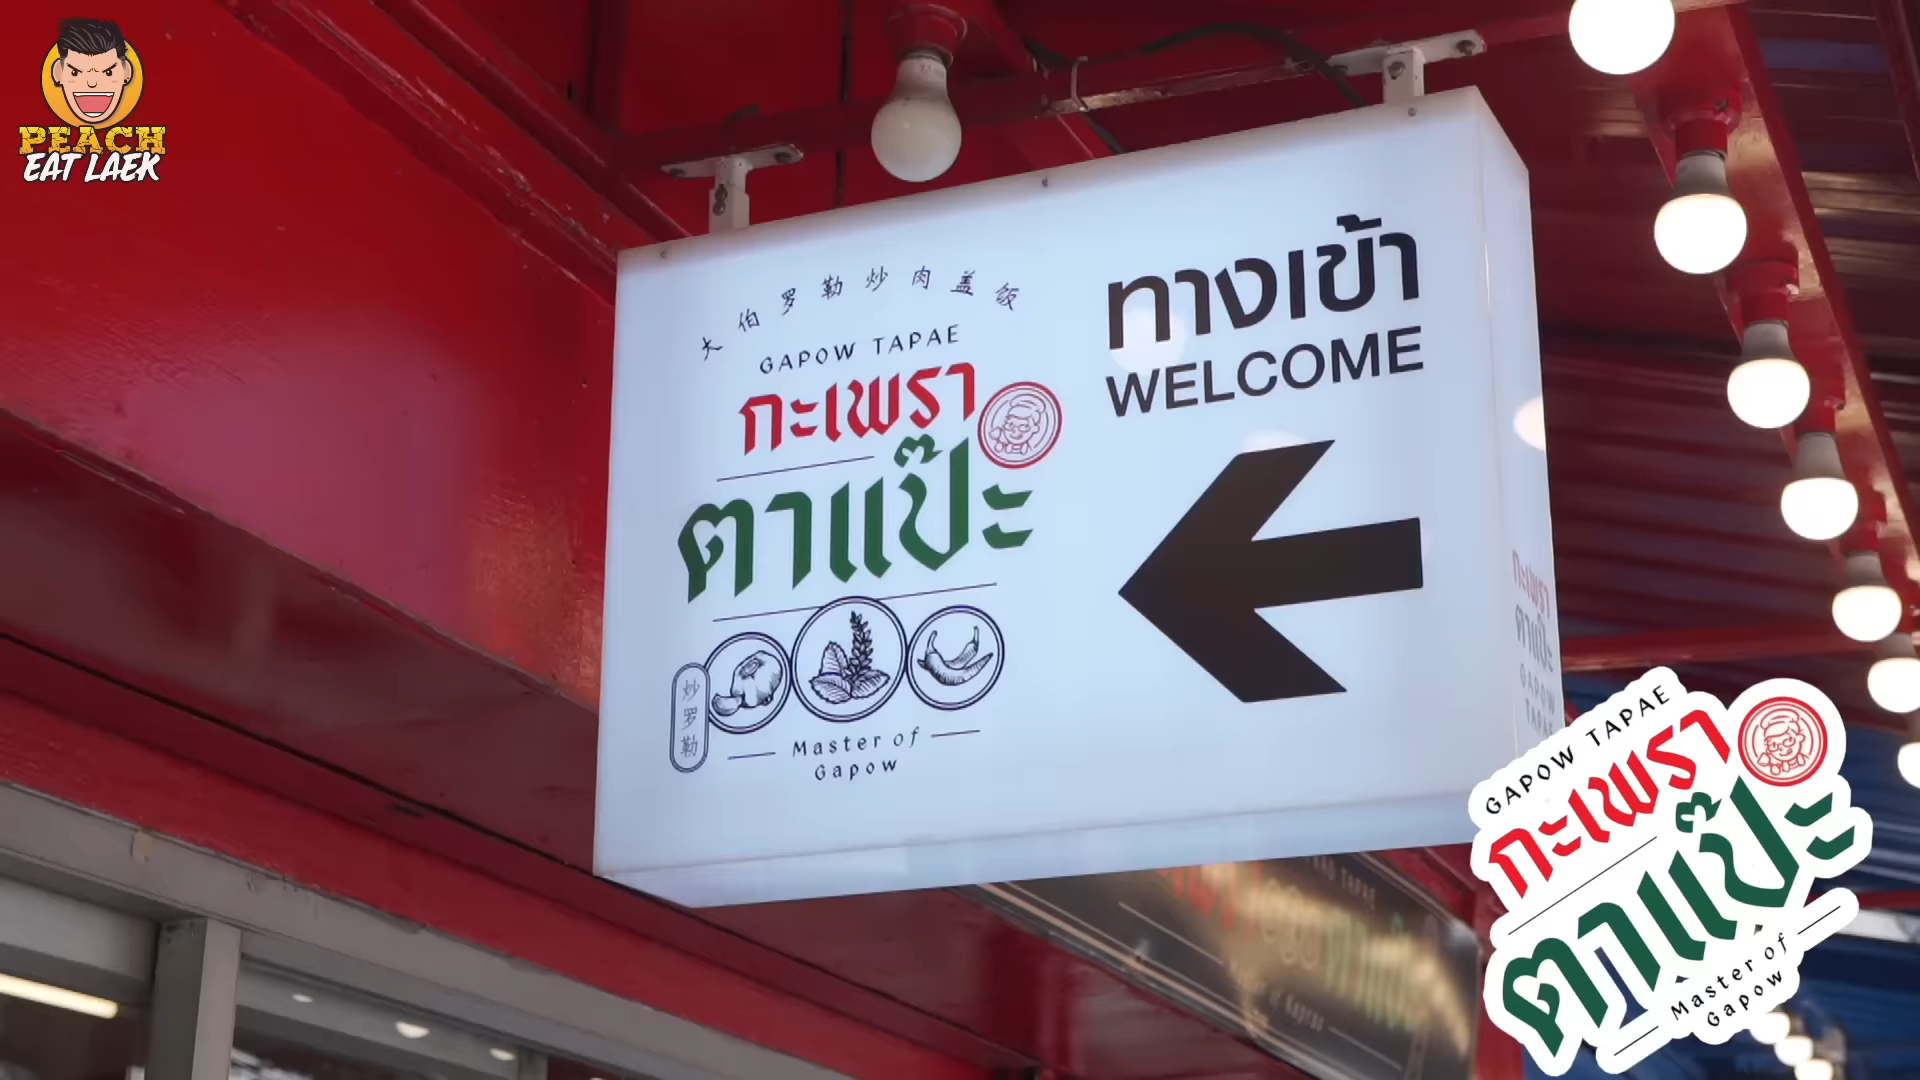 PEACH
EAT LAEK
大伯罗勒炒肉盖饭
GAPOW TAPAE
กะเพรา
ตาแป๊ะ
炒罗勒
Master of
Gapow
ทางเข้า
WELCOME
กะเพรา
ตาแป๊ะ
GAPOW
TAPAE
GAPOW TAPAE
กะเพรา
ตาแป๊ะ
Master of
Gapow